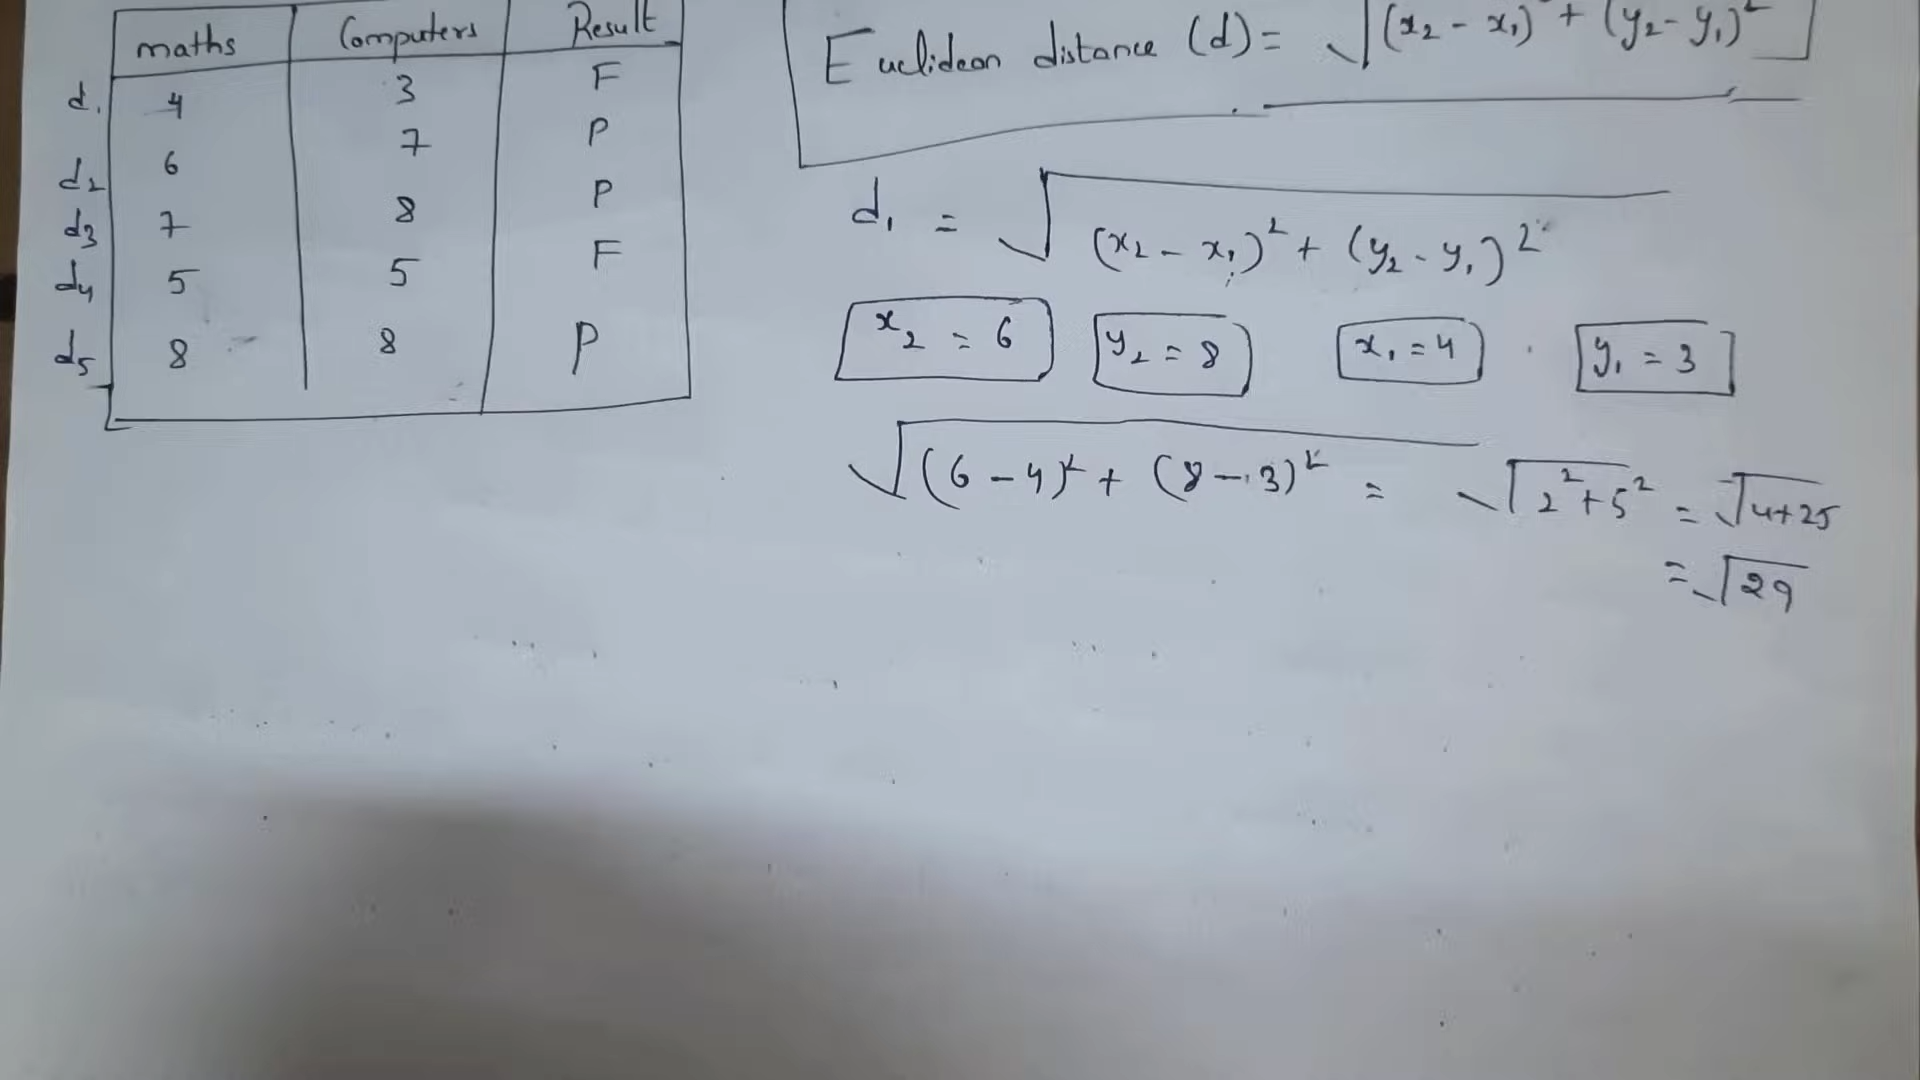 maths Computers Result
d1 4 3 F
d2 6 7 P
d3 7 8 P
d4 5 5 F
d5 8 8 P
Euclidean distance (d) = √(x₂ - x₁)² + (y₂ - y₁)²
d₁ = √(x₂ - x₁)² + (y₂ - y₁)²
x₂ = 6 y₂ = 8 x₁ = 4 y₁ = 3
√(6 - 4)² + (8 - 3)² = √2² + 5² = √4+25
= √29